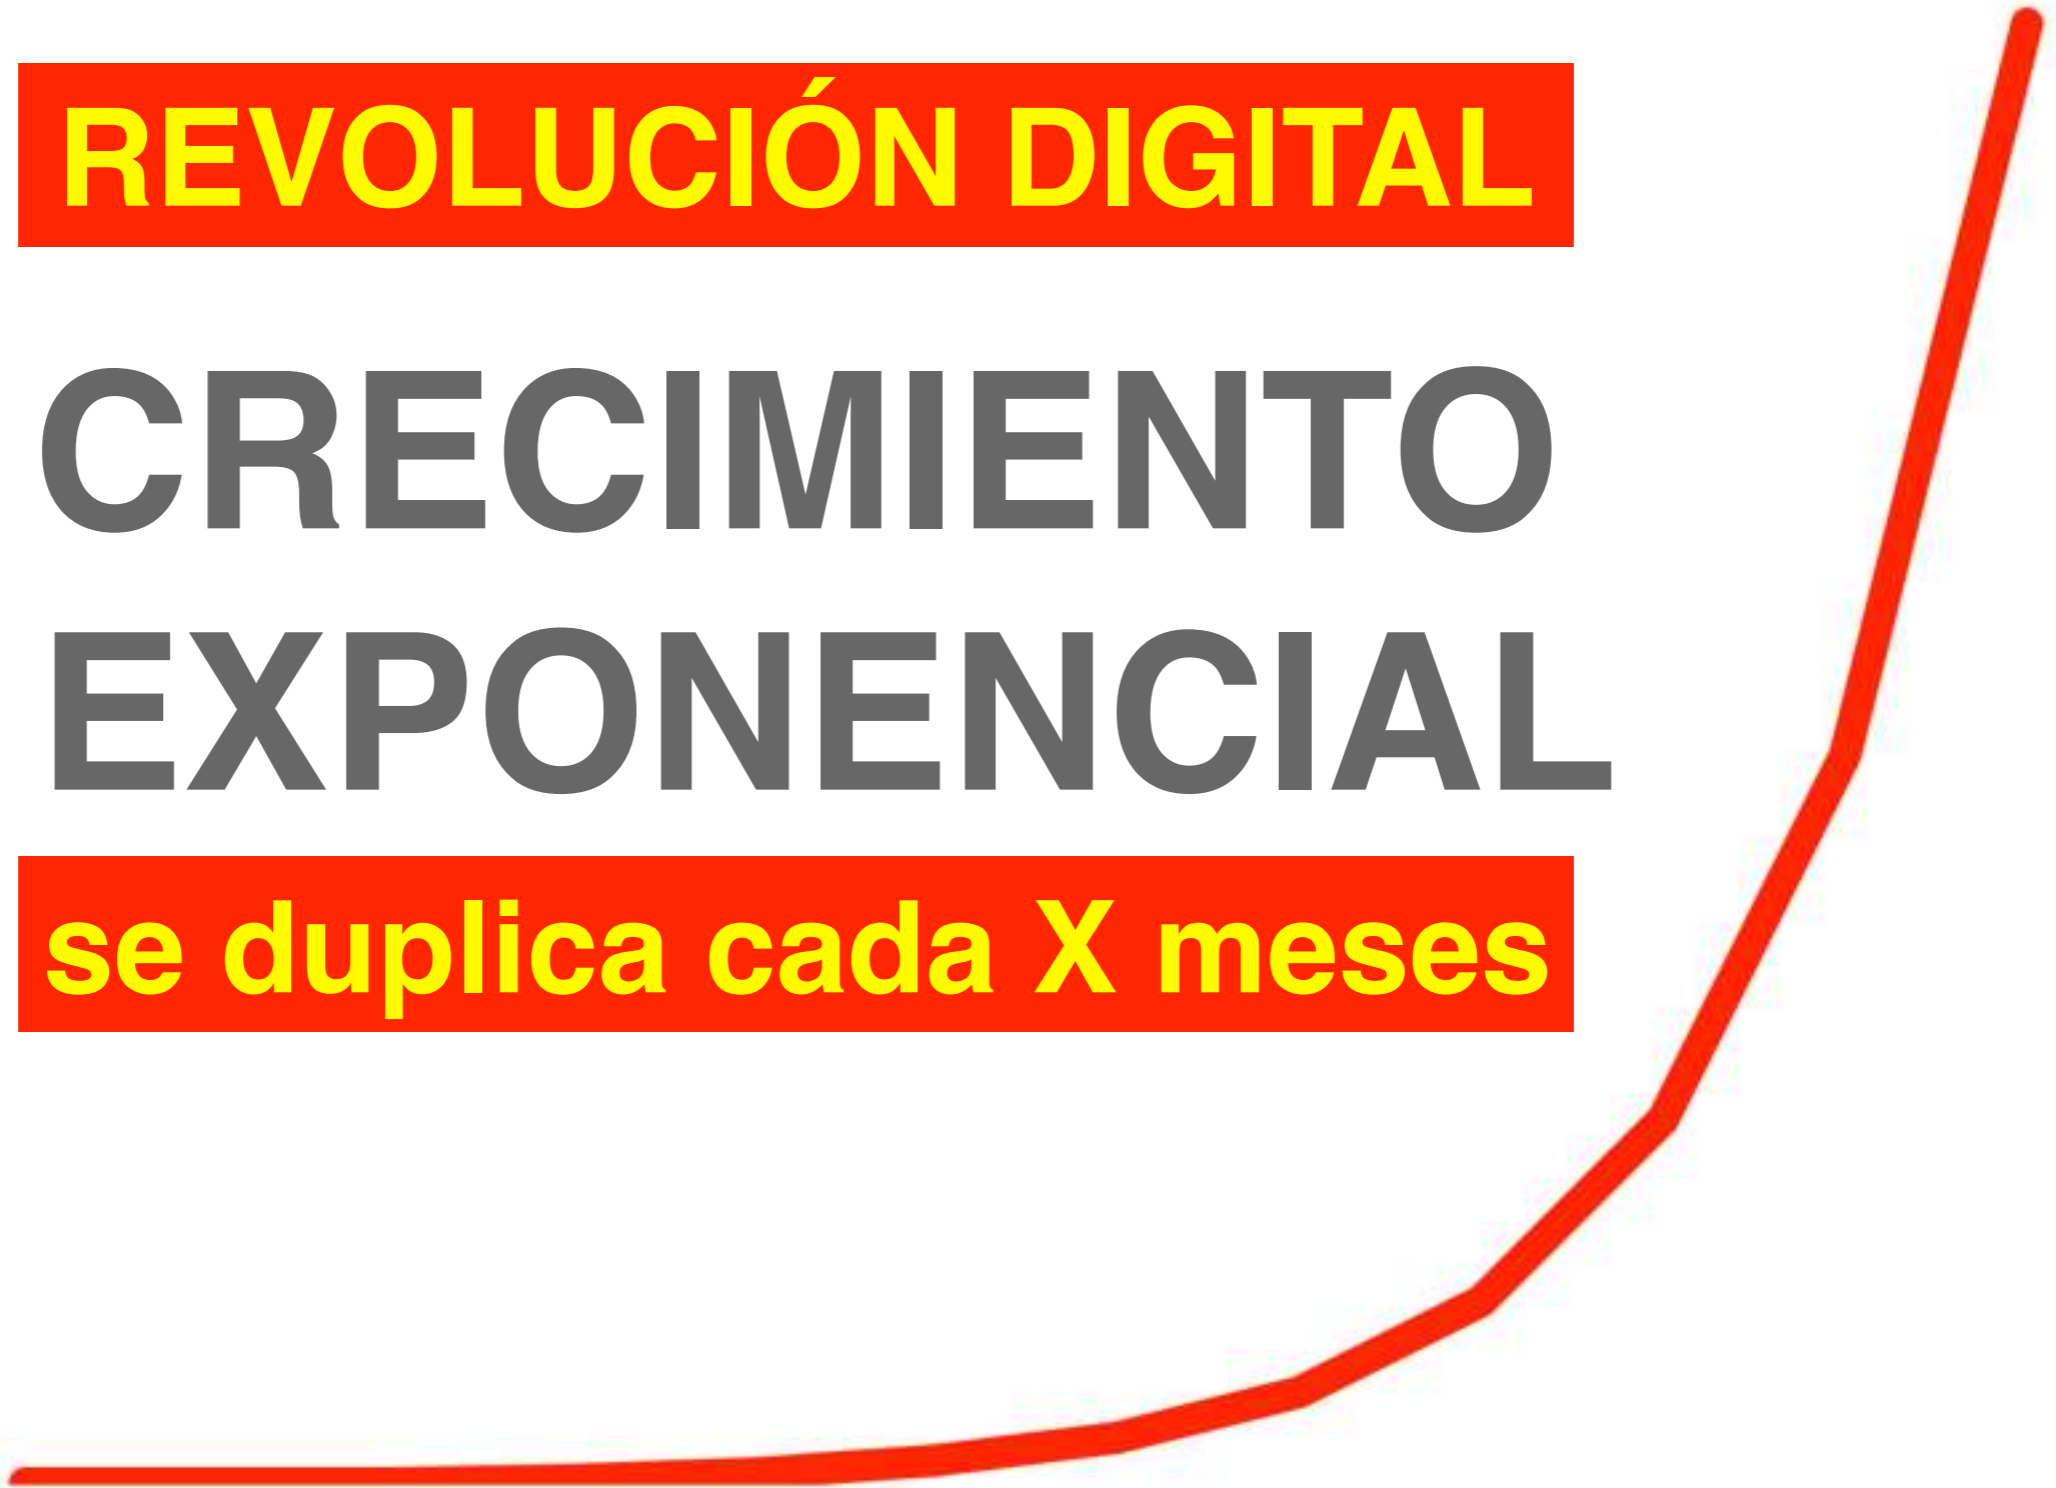 REVOLUCIÓN DIGITAL
CRECIMIENTO
EXPONENCIAL
se duplica cada X meses